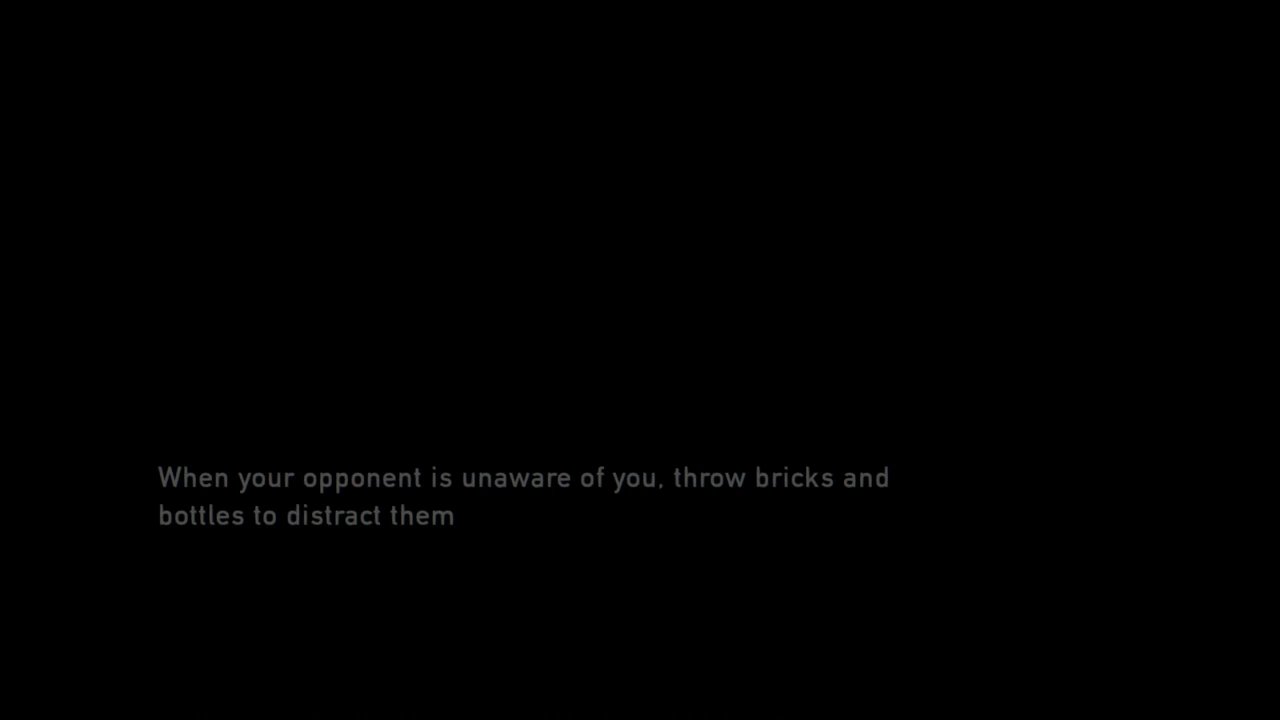 When your opponent is unaware of you, throw bricks and
bottles to distract them